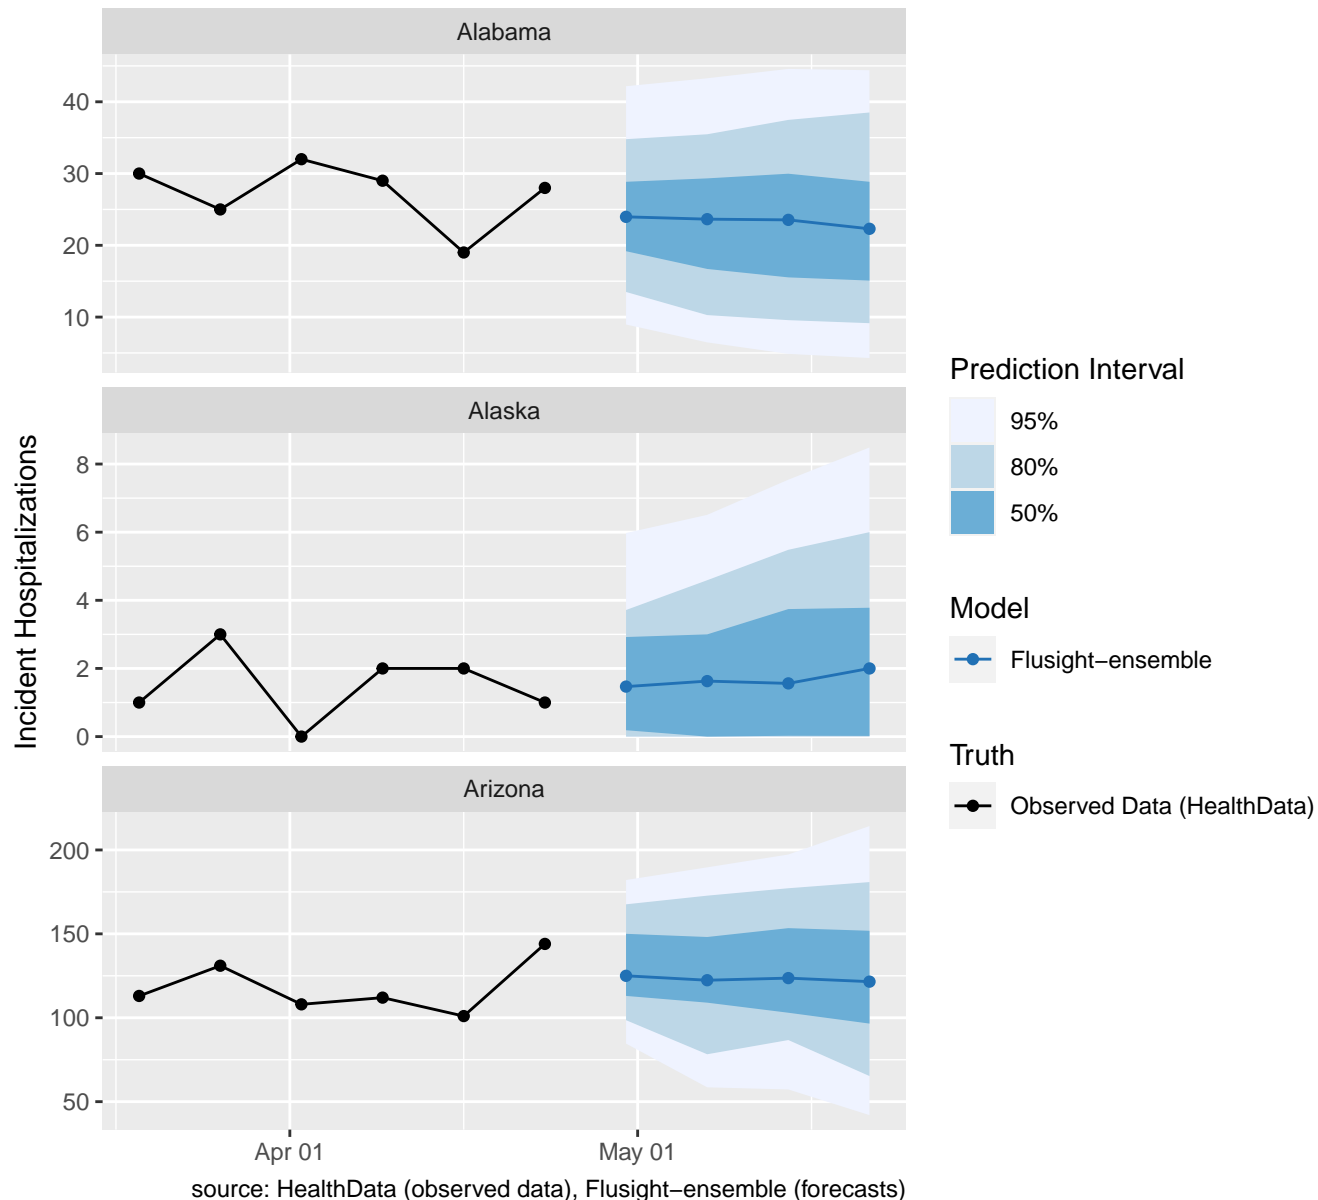 Alabama
40
30
20
10
Alaska
8
6
4
2
0
Arizona
200
150
100
50
Apr 01
May 01
Incident Hospitalizations
source: HealthData (observed data), Flusight−ensemble (forecasts)
Prediction Interval
95%
80%
50%
Model
Flusight−ensemble
Truth
Observed Data (HealthData)